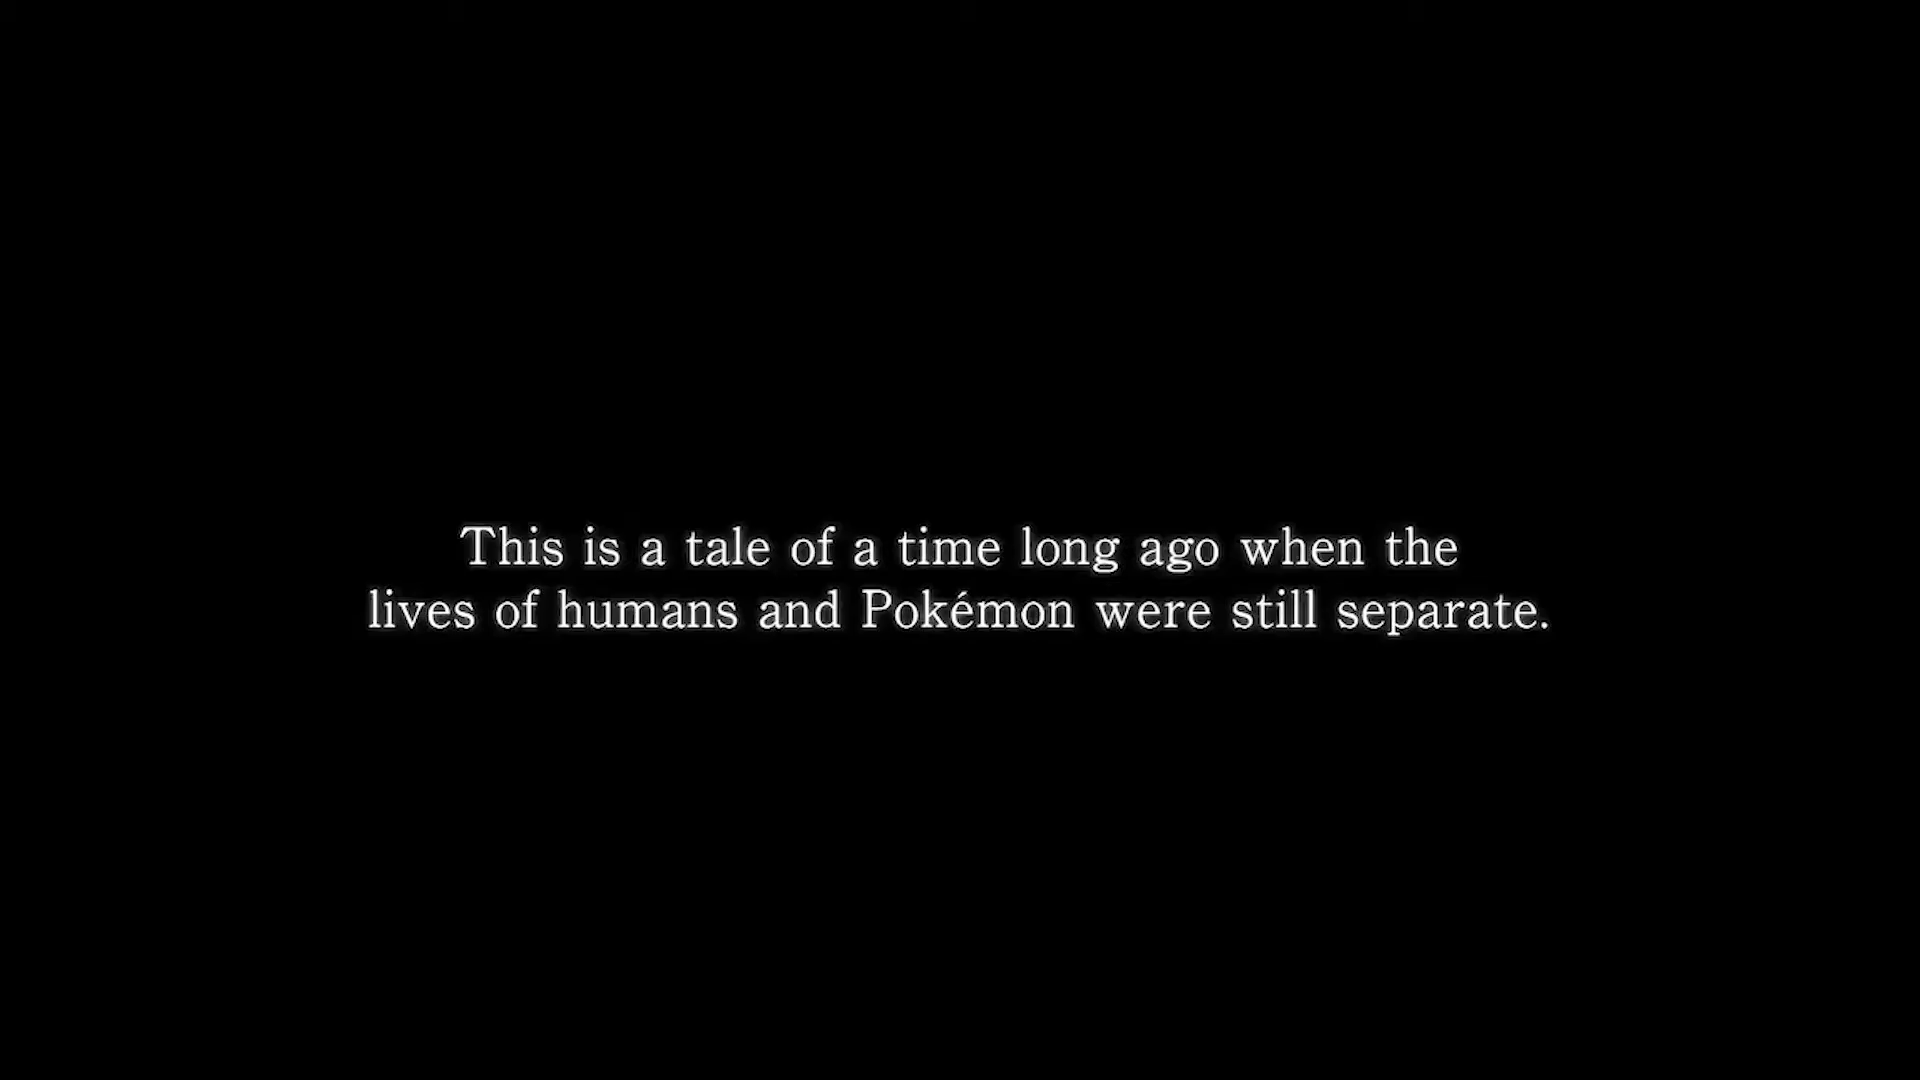 This is a tale of a time long ago when the
lives of humans and Pokémon were still separate.